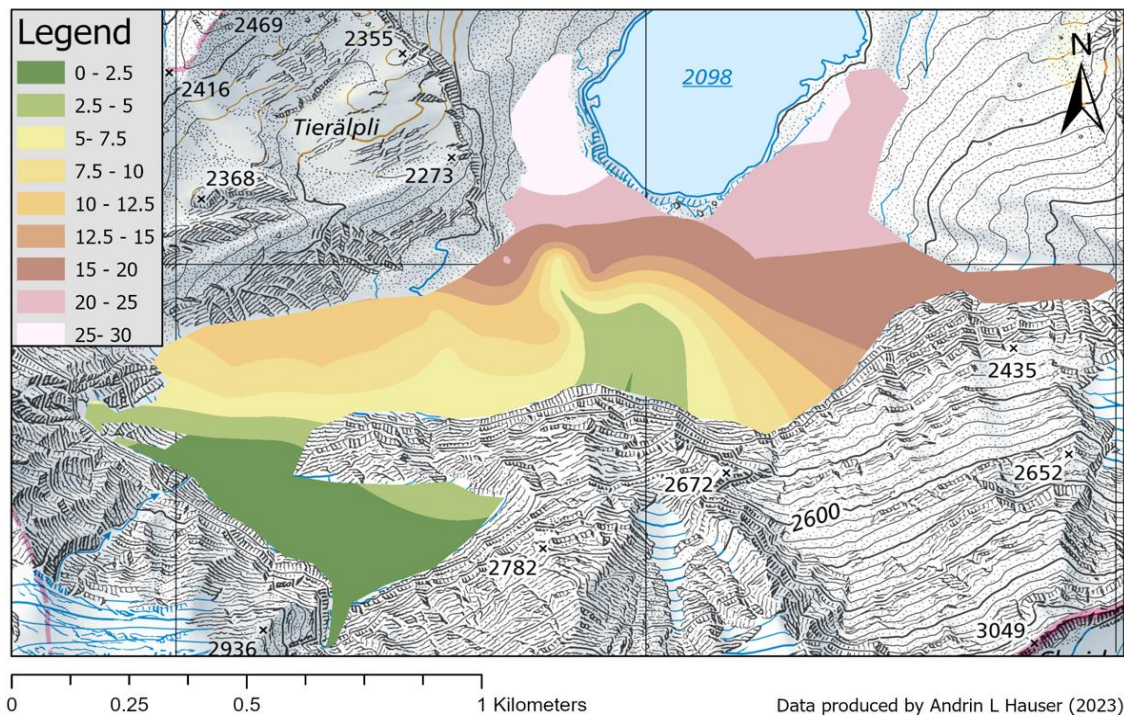 Legend
0 - 2.5
2.5 - 5
5- 7.5
7.5 - 10
10 - 12.5
12.5 - 15
15 - 20
20 - 25
25- 30
2469
2355
2416
Tierälpli
2273
2368
2098
N
2435
2652
2672
2600
2782
2936
3049
0 0.25 0.5 1 Kilometers
Data produced by Andrin L Hauser (2023)